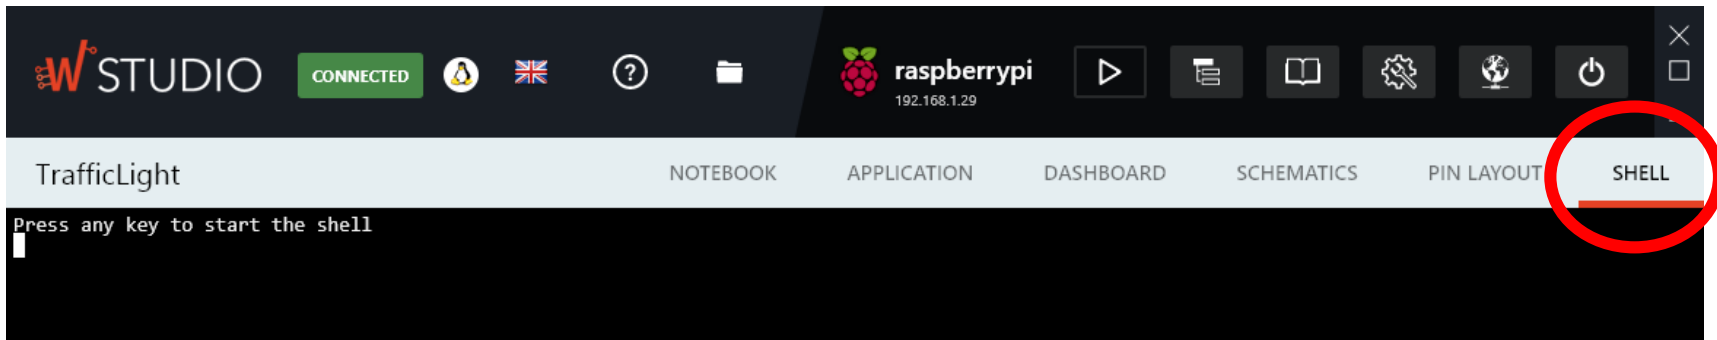 W STUDIO CONNECTED raspberrypi
192.168.1.29
TrafficLight NOTEBOOK APPLICATION DASHBOARD SCHEMATICS PIN LAYOUT SHELL
Press any key to start the shell